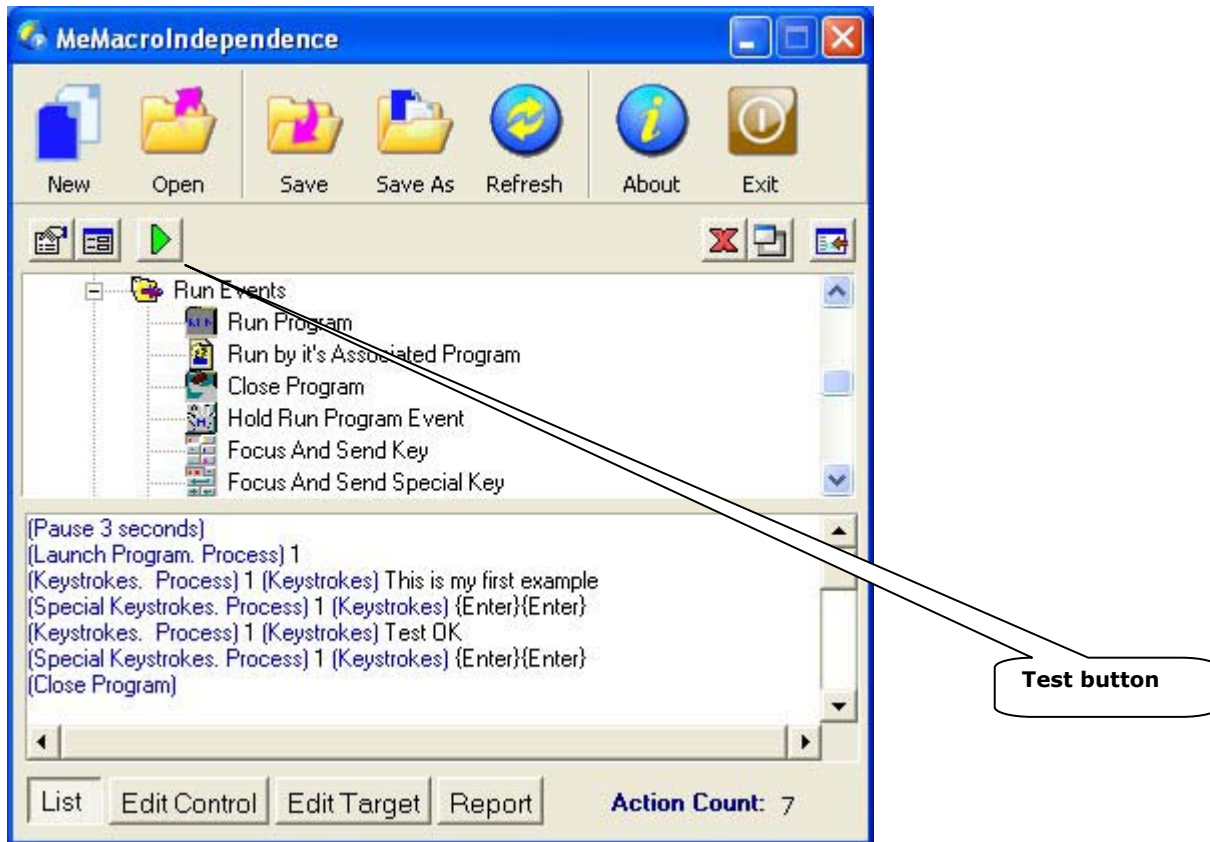 MeMacroIndependence
New Open Save Save As Refresh About Exit
Run Events
Run Program
Run by it's Associated Program
Close Program
Hold Run Program Event
Focus And Send Key
Focus And Send Special Key
(Pause 3 seconds)
(Launch Program. Process) 1
(Keystrokes. Process) 1 (Keystrokes) This is my first example
(Special Keystrokes. Process) 1 (Keystrokes) {Enter}{Enter}
(Keystrokes. Process) 1 (Keystrokes) Test OK
(Special Keystrokes. Process) 1 (Keystrokes) {Enter}{Enter}
(Close Program)
Test button
List Edit Control Edit Target Report Action Count: 7